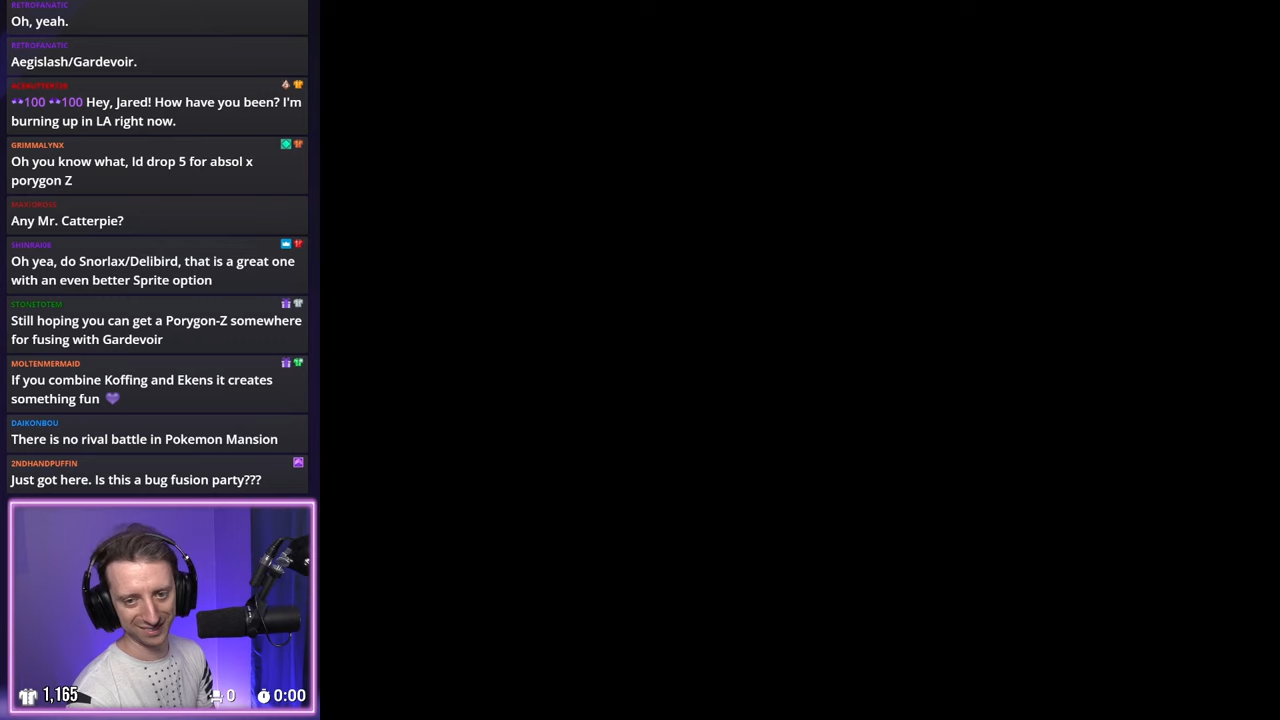 RETROFANATIC
Oh, yeah.
RETROFANATIC
Aegislash/Gardevoir.
100 100 Hey, Jared! How have you been? I'm
burning up in LA right now.
GRIMMALYNX
Oh you know what, Id drop 5 for absol x
porygon Z
MAXICROSS
Any Mr. Catterpie?
SHINRAI06
Oh yea, do Snorlax/Delibird, that is a great one
with an even better Sprite option
STONETOTEM
Still hoping you can get a Porygon-Z somewhere
for fusing with Gardevoir
MOLTENMERMAID
If you combine Koffing and Ekens it creates
something fun 💜
DAIKONBOU
There is no rival battle in Pokemon Mansion
2NDHANDPUFFIN
Just got here. Is this a bug fusion party???
1,165 0 0:00